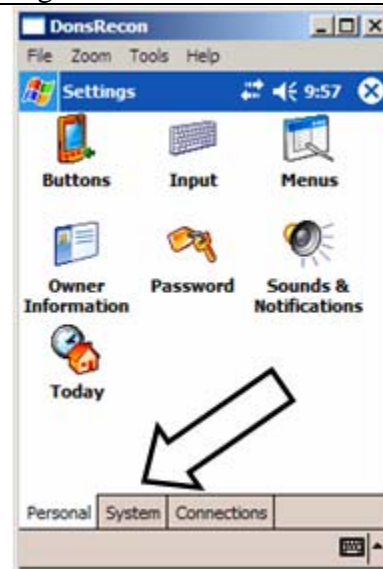 DonsRecon
File Zoom Tools Help
Settings 9:57
Buttons Input Menus
Owner Information Password Sounds & Notifications
Today
Personal System Connections